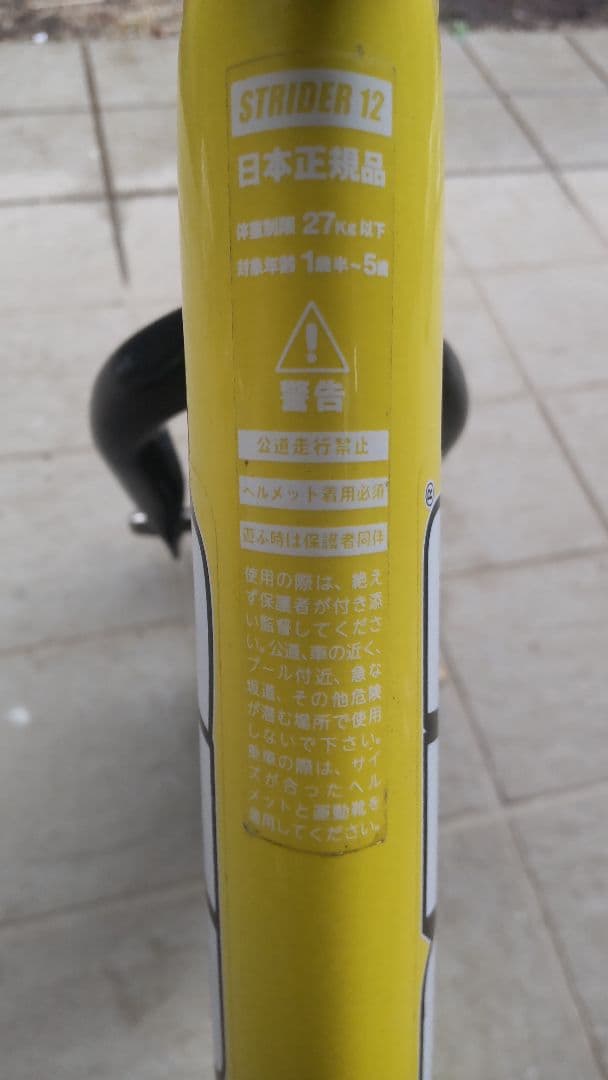 STRIDER 12
日本正規品
体重制限 27Kg以下
対象年齢 1歳半~5歳
警告
公道走行禁止
ヘルメット着用必須
遊ぶ時は保護者同伴
使用の際は、絶え
ず保護者が付き添
い監督してくださ
い。公道、車の近く、
プール付近、急な
坂道、その他危険
が潜む場所で使用
しないで下さい。
乗車の際は、サイ
ズが合ったヘル
メットと運動靴を
着用してください。